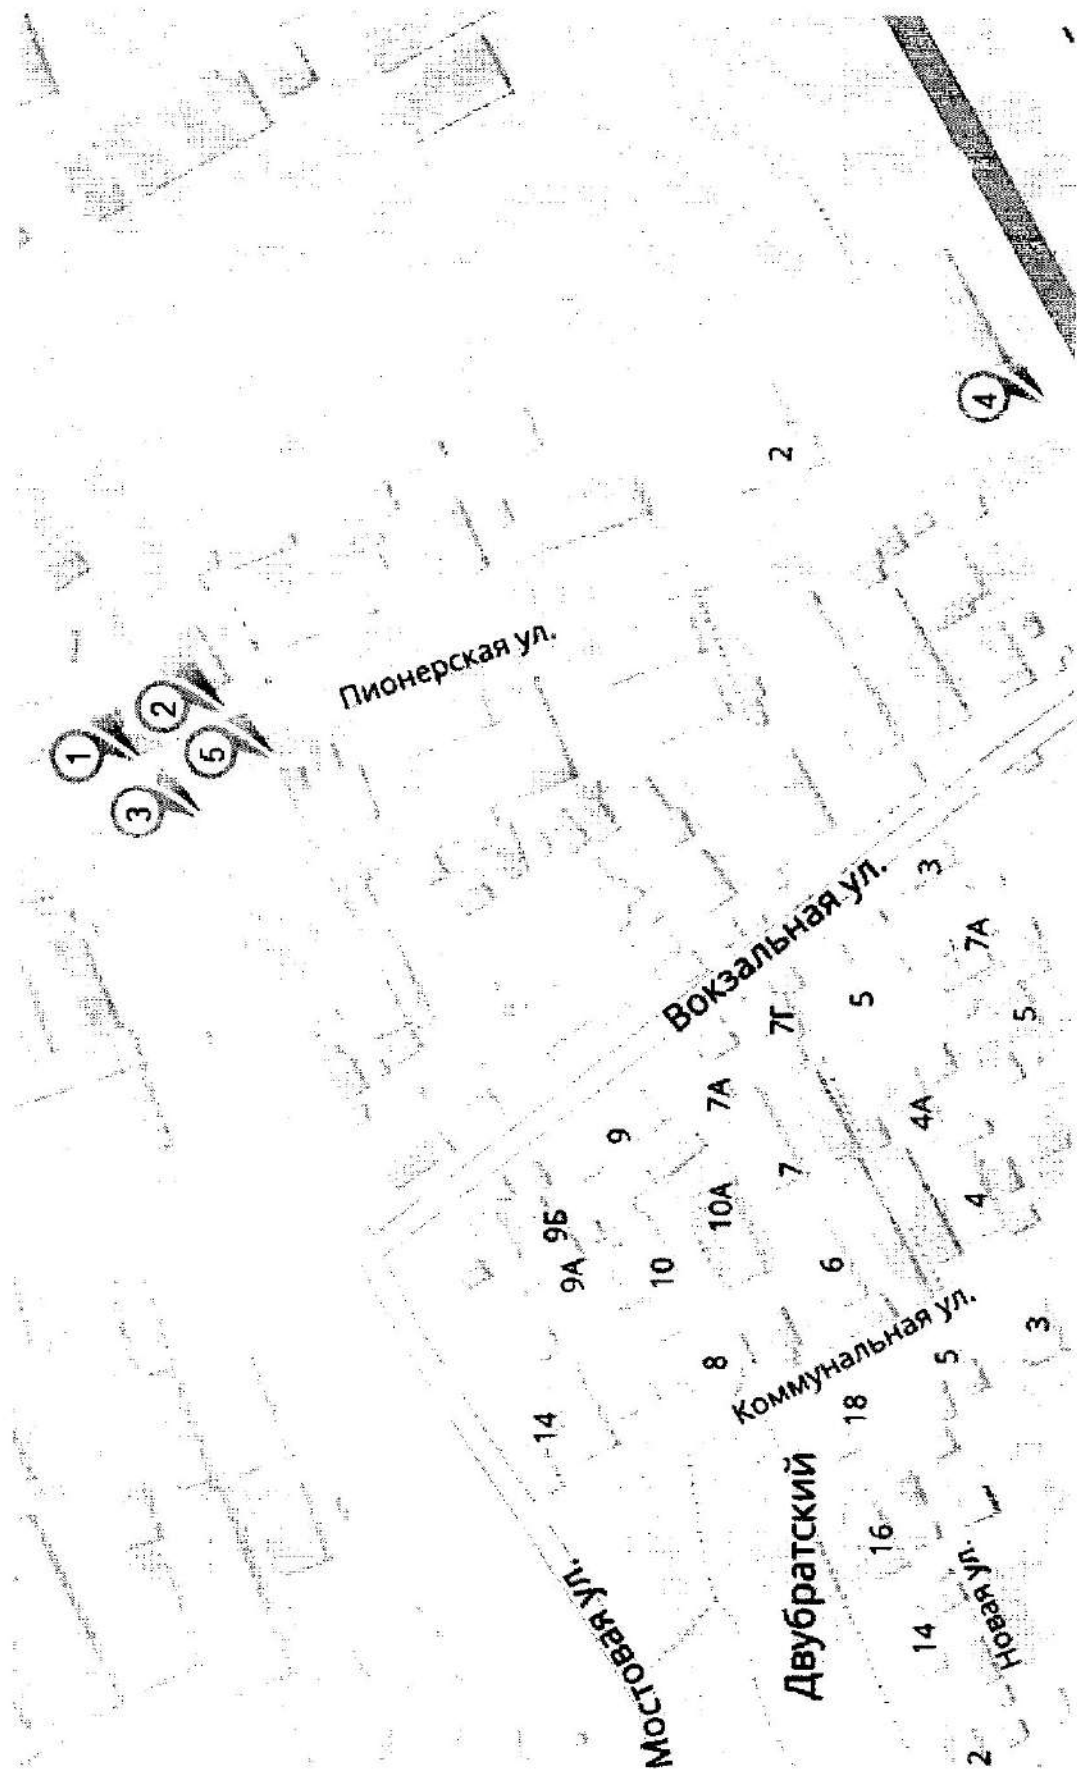 1
2
3
5
4
Пионерская ул.
2
Вокзальная ул.
3
7А
5
5
7Г
7А
4А
9
7
10А
4
9Б
9А
10
6
8
Коммунальная ул.
3
5
18
14
Двубратский
16
Мостовая ул.
Новая ул.
14
2